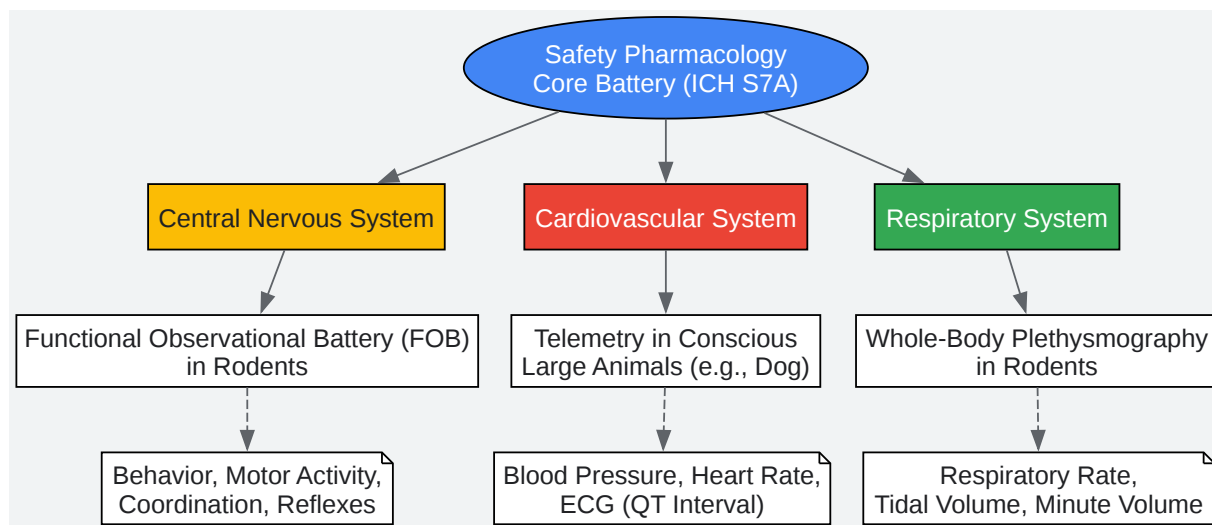 Safety Pharmacology
Core Battery (ICH S7A)
Central Nervous System
Cardiovascular System
Respiratory System
Functional Observational Battery (FOB)
in Rodents
Telemetry in Conscious
Large Animals (e.g., Dog)
Whole-Body Plethysmography
in Rodents
Behavior, Motor Activity,
Coordination, Reflexes
Blood Pressure, Heart Rate,
ECG (QT Interval)
Respiratory Rate,
Tidal Volume, Minute Volume